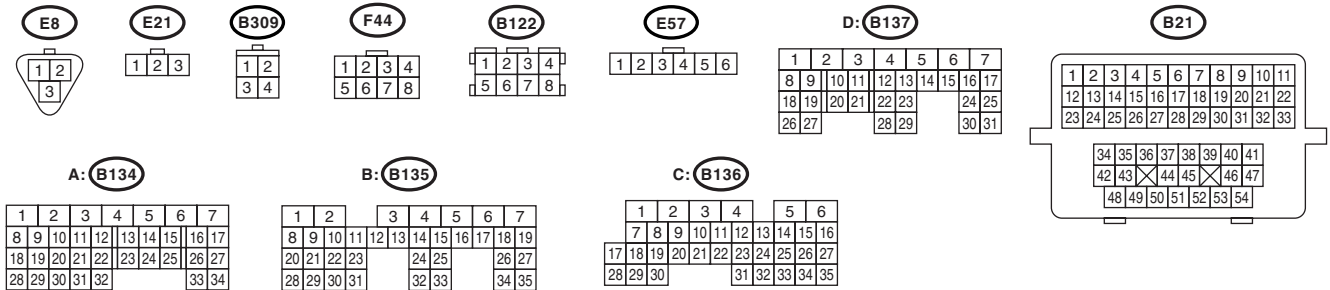 E8
1 2
3
E21
1 2 3
B309
1 2
3 4
F44
1 2 3 4
5 6 7 8
B122
1 2 3 4
5 6 7 8
E57
1 2 3 4 5 6
D: B137
1 2 3 4 5 6 7
8 9 10 11 12 13 14 15 16 17
18 19 20 21 22 23 24 25
26 27 28 29 30 31
B21
1 2 3 4 5 6 7 8 9 10 11
12 13 14 15 16 17 18 19 20 21 22
23 24 25 26 27 28 29 30 31 32 33
34 35 36 37 38 39 40 41
42 43 44 45 46 47
48 49 50 51 52 53 54
A: B134
1 2 3 4 5 6 7
8 9 10 11 12 13 14 15 16 17
18 19 20 21 22 23 24 25 26 27
28 29 30 31 32 33 34
B: B135
1 2 3 4 5 6 7
8 9 10 11 12 13 14 15 16 17 18 19
20 21 22 23 24 25 26 27
28 29 30 31 32 33 34 35
C: B136
1 2 3 4 5 6
7 8 9 10 11 12 13 14 15 16
17 18 19 20 21 22 23 24 25 26 27
28 29 30 31 32 33 34 35